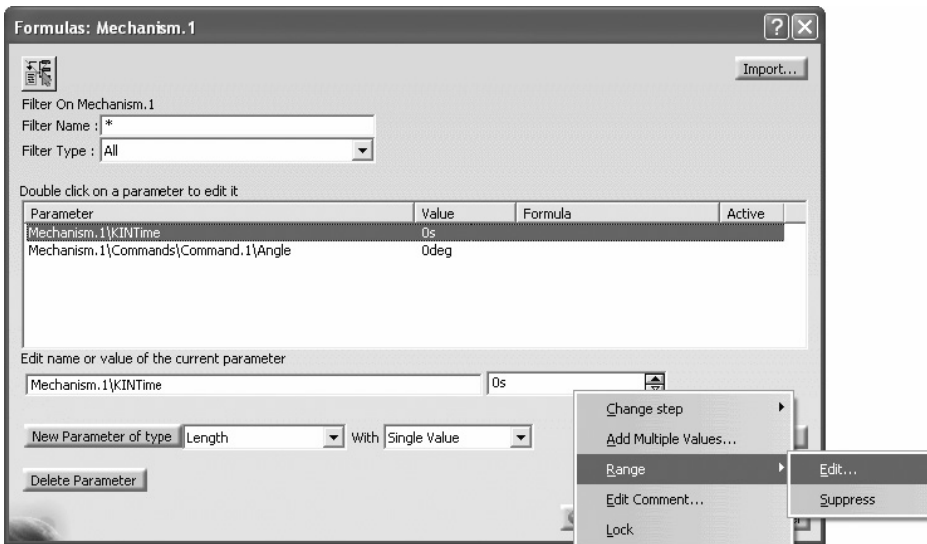 Formulas: Mechanism.1
Import...
Filter On Mechanism.1
Filter Name : *
Filter Type : All
Double click on a parameter to edit it
Parameter Value Formula Active
Mechanism.1\KINTime 0s
Mechanism.1\Commands\Command.1\Angle 0deg
Edit name or value of the current parameter
Mechanism.1\KINTime 0s
Change step
New Parameter of type Length With Single Value Add Multiple Values...
Range Edit...
Delete Parameter
Edit Comment... Suppress
Lock